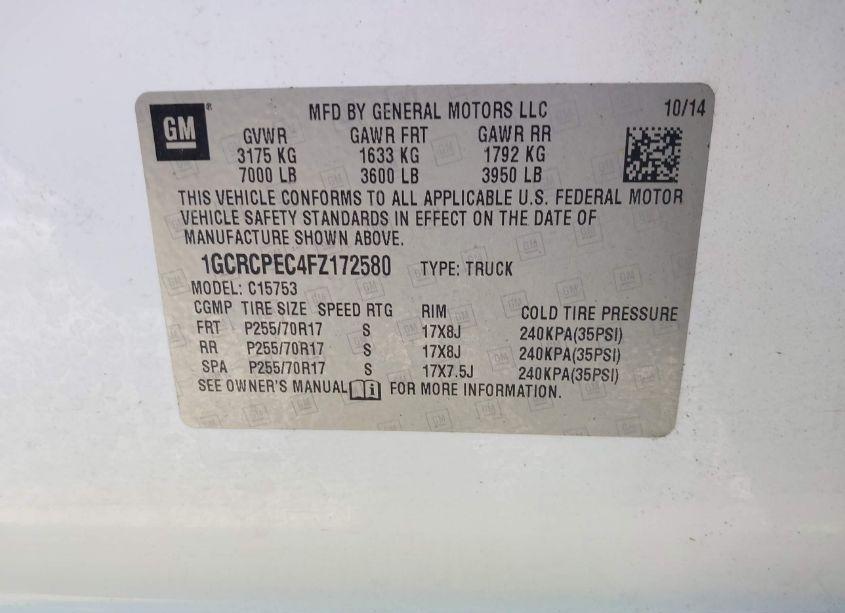 GM ® MFD BY GENERAL MOTORS LLC 10/14
GVWR GAWR FRT GAWR RR
3175 KG 1633 KG 1792 KG
7000 LB 3600 LB 3950 LB
THIS VEHICLE CONFORMS TO ALL APPLICABLE U.S. FEDERAL MOTOR
VEHICLE SAFETY STANDARDS IN EFFECT ON THE DATE OF
MANUFACTURE SHOWN ABOVE.
1GCRCPEC4FZ172580 TYPE: TRUCK
MODEL: C15753
CGMP TIRE SIZE SPEED RTG RIM COLD TIRE PRESSURE
FRT P255/70R17 S 17X8J 240KPA(35PSI)
RR P255/70R17 S 17X8J 240KPA(35PSI)
SPA P255/70R17 S 17X7.5J 240KPA(35PSI)
SEE OWNER'S MANUAL i FOR MORE INFORMATION.